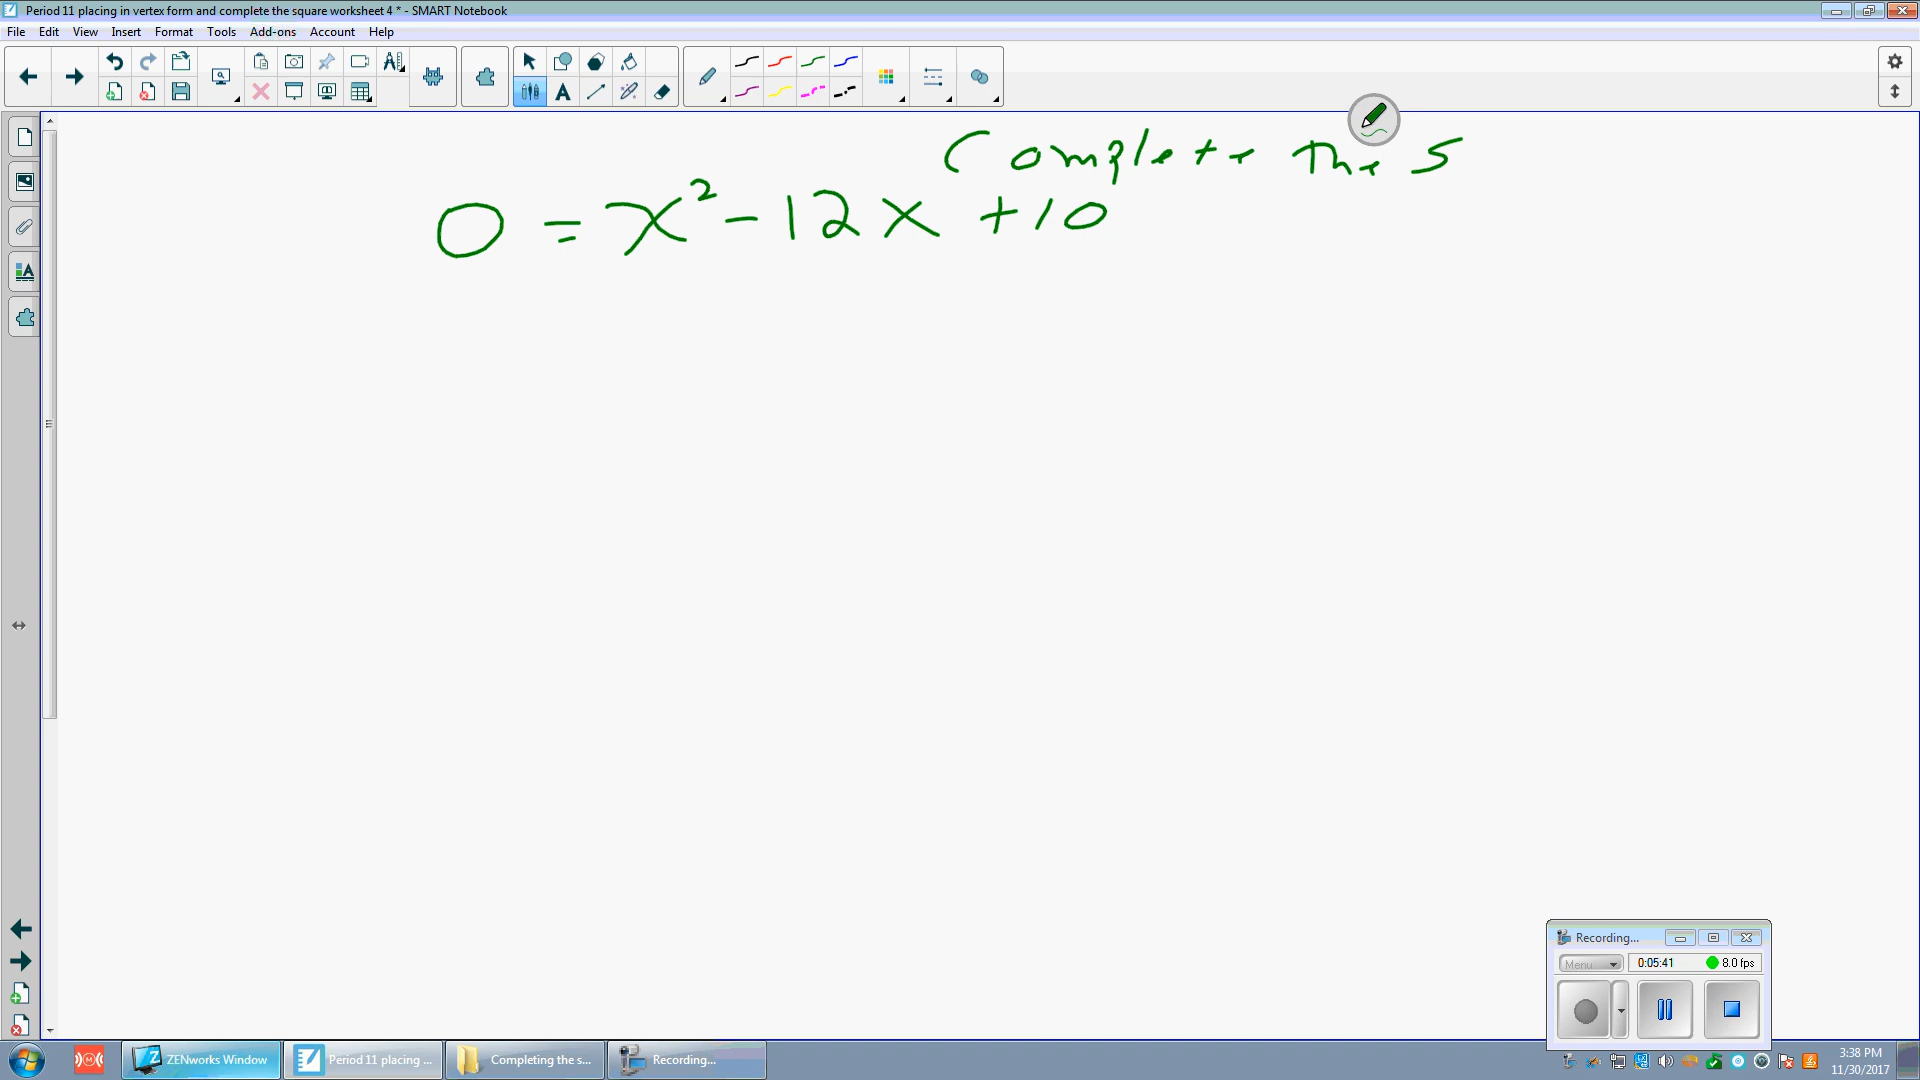 Period 11 placing in vertex form and complete the square worksheet 4 * - SMART Notebook
File Edit View Insert Format Tools Add-ons Account Help
Complete the S
0 = x² - 12x + 10
Recording...
Menu 0:05:41 8.0 fps
ZENworks Window Period 11 placing ... Completing the s... Recording... 3:38 PM
11/30/2017